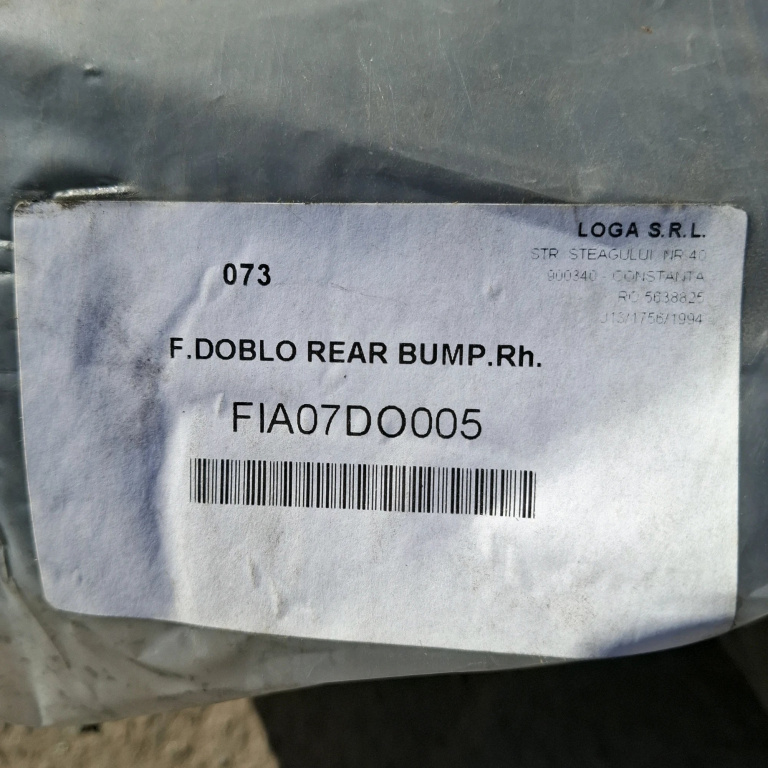 LOGA S.R.L.
STR. STEAGULUI NR 40
900340 - CONSTANTA
RO 5638825
J13/1756/1994
073
F.DOBLO REAR BUMP.Rh.
FIA07DO005